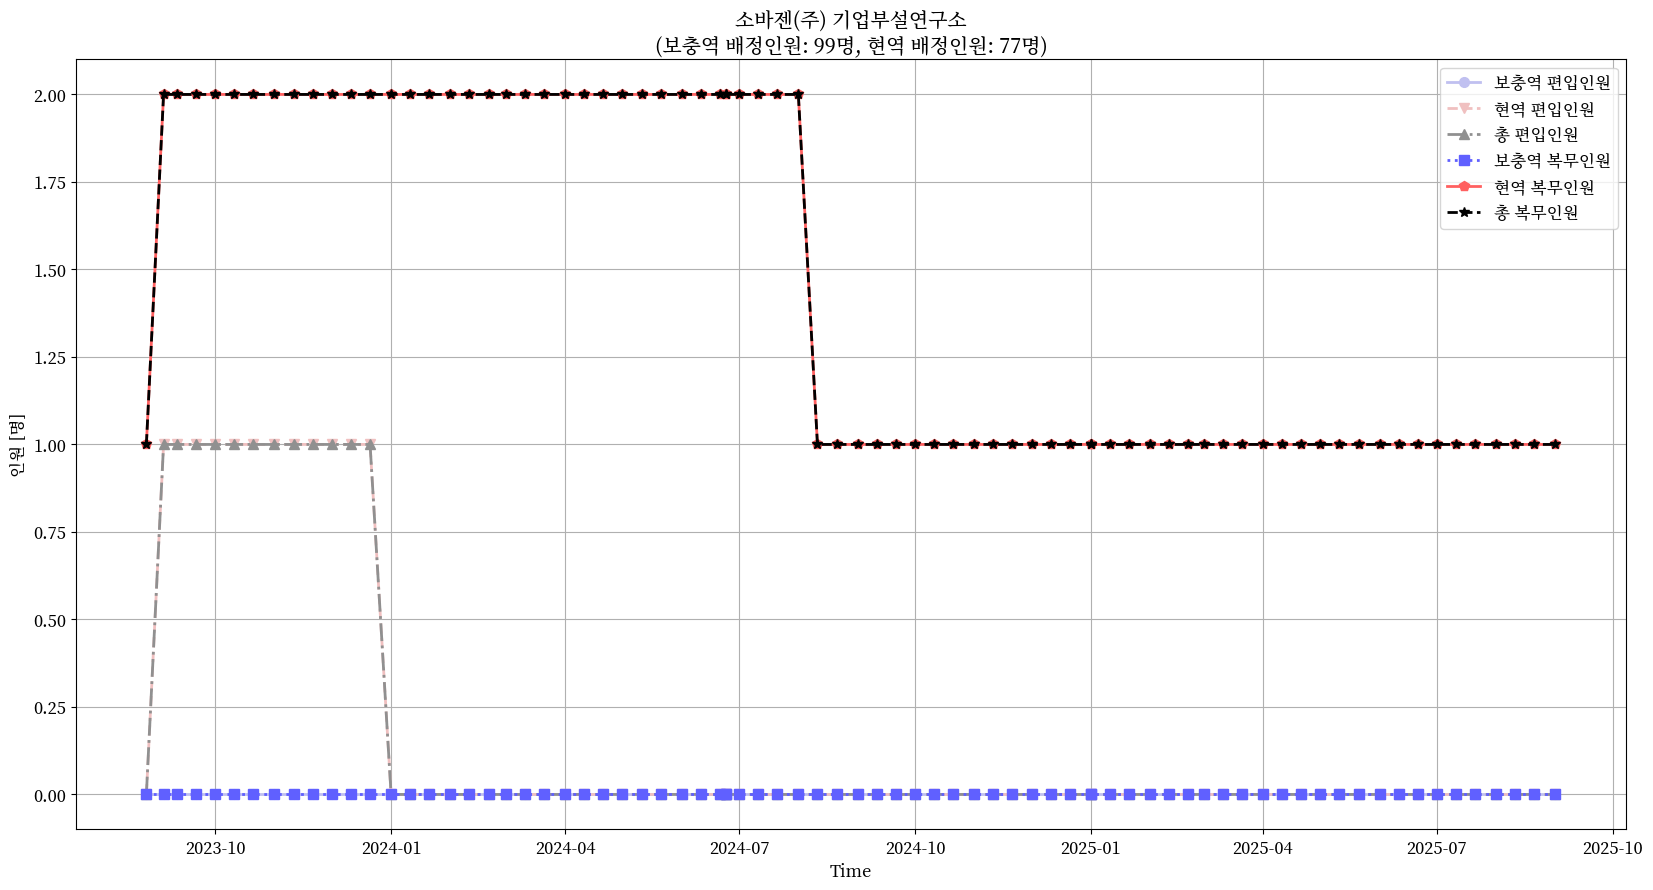 소바젠(주) 기업부설연구소
(보충역 배정인원: 99명, 현역 배정인원: 77명)
보충역 편입인원
현역 편입인원
총 편입인원
보충역 복무인원
현역 복무인원
총 복무인원
2.00
1.75
1.50
1.25
1.00
0.75
0.50
0.25
0.00
인원 [명]
2023-10
2024-01
2024-04
2024-07
2024-10
2025-01
2025-04
2025-07
2025-10
Time